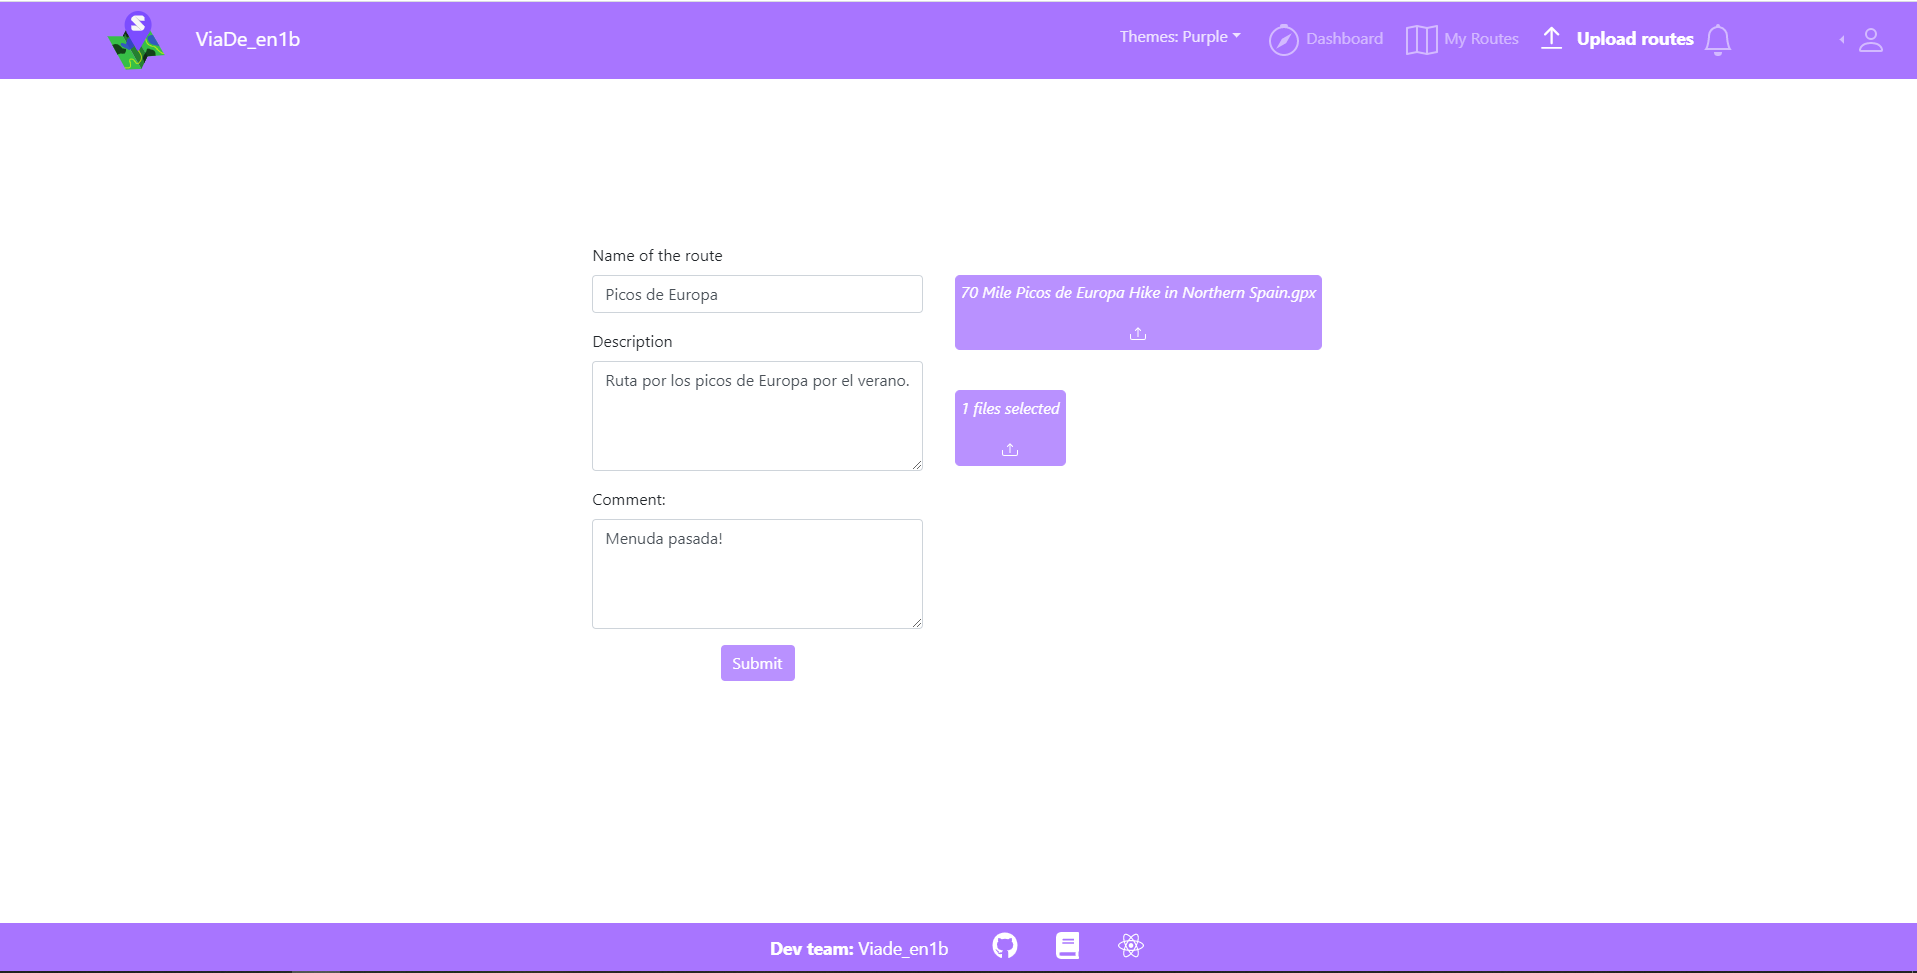 S
ViaDe_en1b
Themes: Purple
Dashboard
My Routes
Upload routes
Name of the route
Picos de Europa
70 Mile Picos de Europa Hike in Northern Spain.gpx
Description
Ruta por los picos de Europa por el verano.
1 files selected
Comment:
Menuda pasada!
Submit
Dev team: Viade_en1b